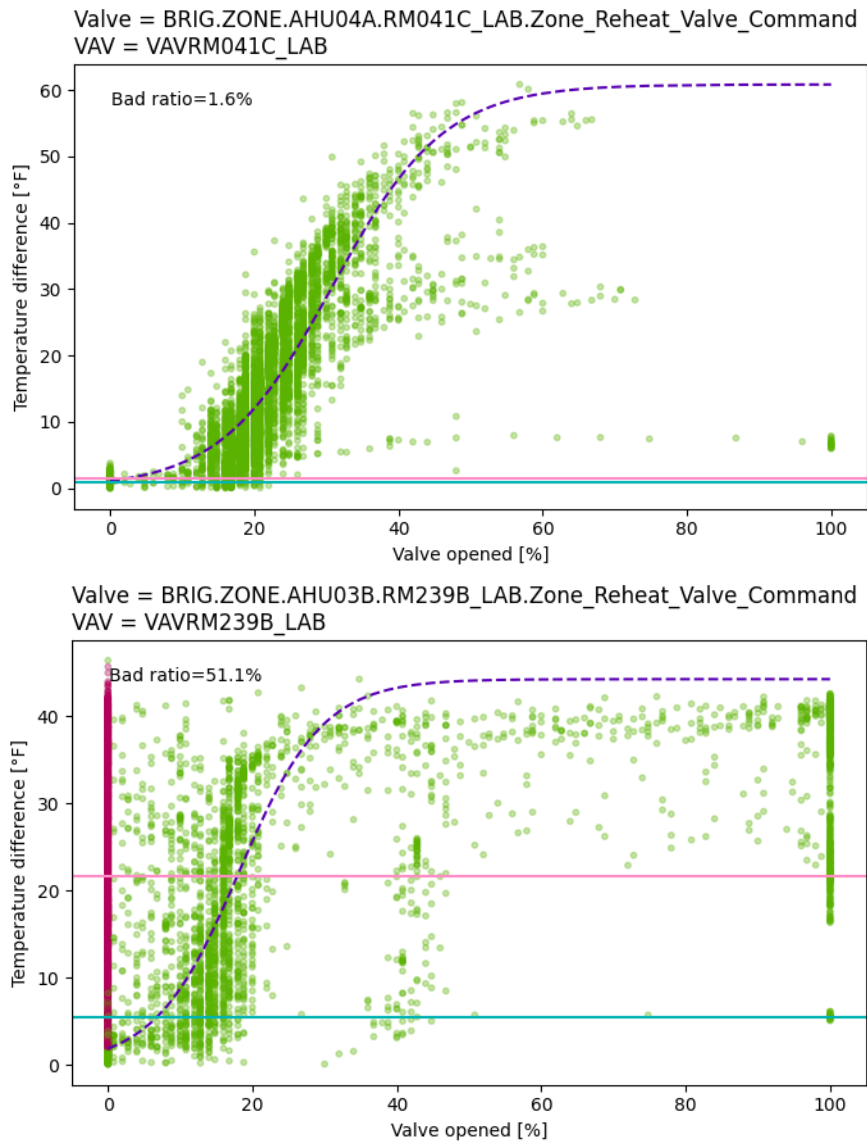 Valve = BRIG.ZONE.AHU04A.RM041C_LAB.Zone_Reheat_Valve_Command
VAV = VAVRM041C_LAB
Bad ratio=1.6%
60
50
40
30
20
10
0
Temperature difference [°F]
0 20 40 60 80 100
Valve opened [%]
Valve = BRIG.ZONE.AHU03B.RM239B_LAB.Zone_Reheat_Valve_Command
VAV = VAVRM239B_LAB
Bad ratio=51.1%
40
30
20
10
0
Temperature difference [°F]
0 20 40 60 80 100
Valve opened [%]